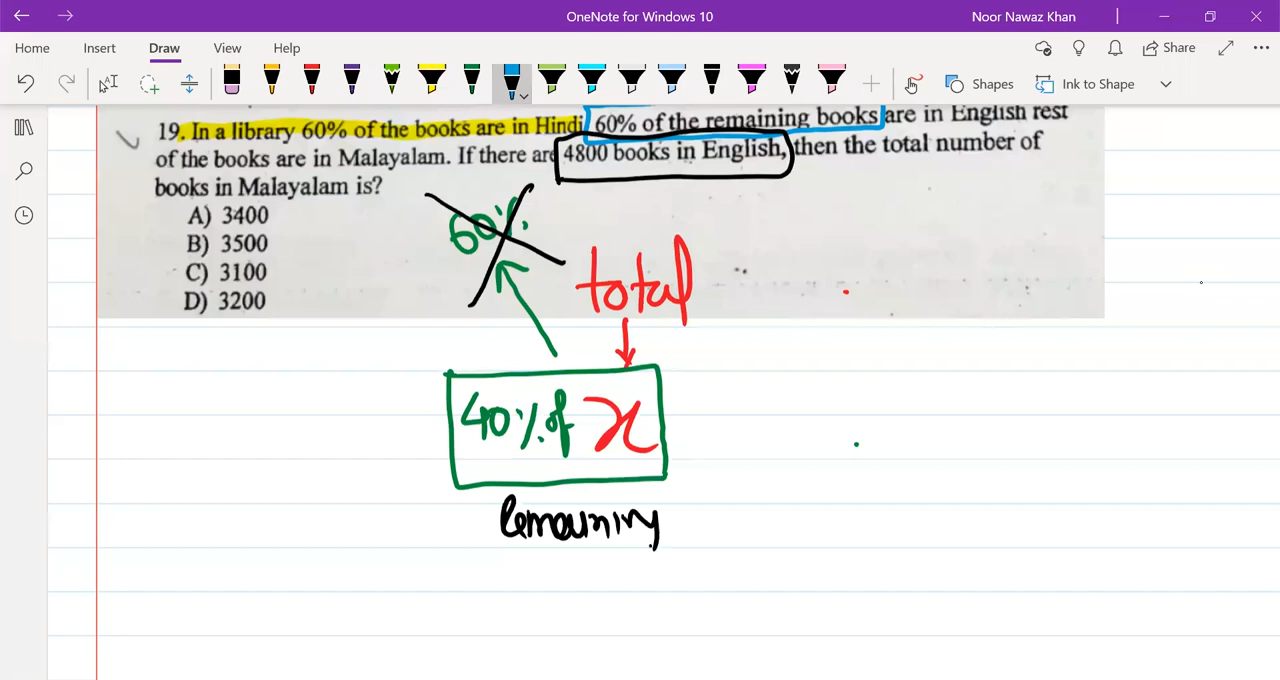 OneNote for Windows 10
Noor Nawaz Khan
Home Insert Draw View Help
Share
Shapes
Ink to Shape
19. In a library 60% of the books are in Hindi 60% of the remaining books are in English rest
of the books are in Malayalam. If there are 4800 books in English, then the total number of
books in Malayalam is?
A) 3400
B) 3500
C) 3100
D) 3200
60%
total
40% of x
Remaining